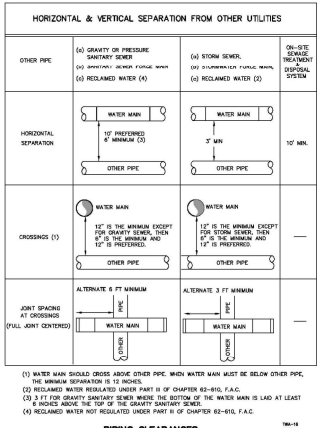 HORIZONTAL & VERTICAL SEPARATION FROM OTHER UTILITIES
OTHER PIPE
(a) GRAVITY OR PRESSURE
SANITARY SEWER
(a) SANITARY SEWER FORCE MAIN
(c) RECLAIMED WATER (4)
(a) STORM SEWER,
(b) STORMWATER FORCE MAIN,
(c) RECLAIMED WATER (2)
ON-SITE
SEWAGE
TREATMENT
&
DISPOSAL
SYSTEM
HORIZONTAL
SEPARATION
WATER MAIN
10' PREFERRED
6' MINIMUM (3)
OTHER PIPE
WATER MAIN
3' MIN
OTHER PIPE
10' MIN.
CROSSINGS (1)
WATER MAIN
12" IS THE MINIMUM EXCEPT
FOR GRAVITY SEWER, THEN
6" IS THE MINIMUM AND
12" IS PREFERRED.
OTHER PIPE
WATER MAIN
12" IS THE MINIMUM EXCEPT
FOR STORM SEWER, THEN
6" IS THE MINIMUM AND
12" IS PREFERRED.
OTHER PIPE
JOINT SPACING
AT CROSSINGS
(FULL JOINT CENTERED)
ALTERNATE 6 FT MINIMUM
PIPE
WATER MAIN
OTHER
ALTERNATE 3 FT MINIMUM
PIPE
WATER MAIN
OTHER
(1) WATER MAIN SHOULD CROSS ABOVE OTHER PIPE. WHEN WATER MAIN MUST BE BELOW OTHER PIPE,
THE MINIMUM SEPARATION IS 12 INCHES.
(2) RECLAIMED WATER REGULATED UNDER PART III OF CHAPTER 62-610, F.A.C.
(3) 3 FT FOR GRAVITY SANITARY SEWER WHERE THE BOTTOM OF THE WATER MAIN IS LAID AT LEAST
6 INCHES ABOVE THE TOP OF THE GRAVITY SANITARY SEWER.
(4) RECLAIMED WATER NOT REGULATED UNDER PART III OF CHAPTER 62-610, F.A.C.
PIPING CLEARANCES